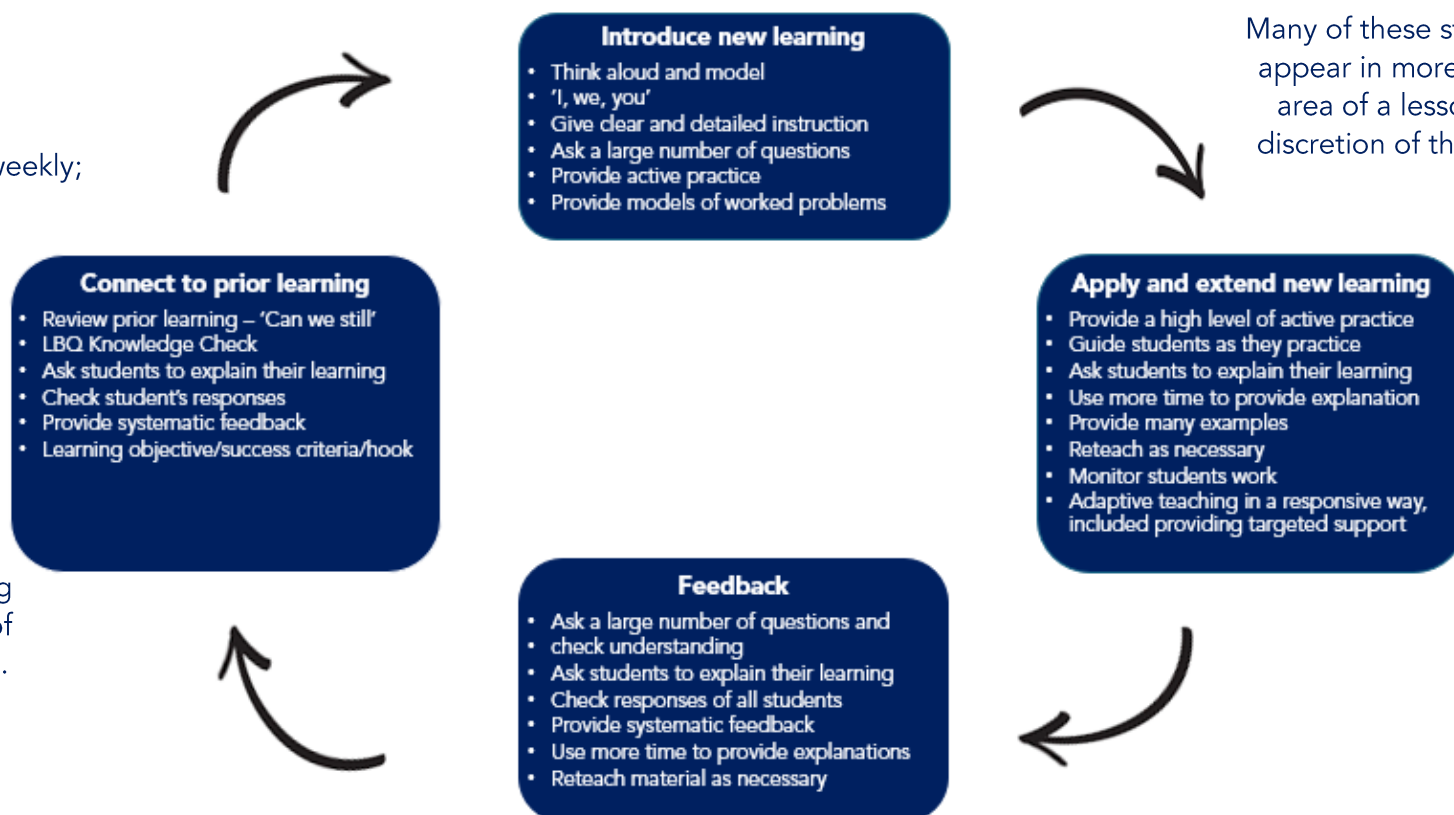 Introduce new learning
• Think aloud and model
• 'I, we, you'
• Give clear and detailed instruction
• Ask a large number of questions
• Provide active practice
• Provide models of worked problems
Many of these
appear in more
area of a
discretion of
weekly;
Connect to prior learning
• Review prior learning – 'Can we still'
• LBQ Knowledge Check
• Ask students to explain their learning
• Check student's responses
• Provide systematic feedback
• Learning objective/success criteria/hook
Apply and extend new learning
• Provide a high level of active practice
• Guide students as they practice
• Ask students to explain their learning
• Use more time to provide explanation
• Provide many examples
• Reteach as necessary
• Monitor students work
• Adaptive teaching in a responsive way,
included providing targeted support
of
.
Feedback
• Ask a large number of questions and
• check understanding
• Ask students to explain their learning
• Check responses of all students
• Provide systematic feedback
• Use more time to provide explanations
• Reteach material as necessary